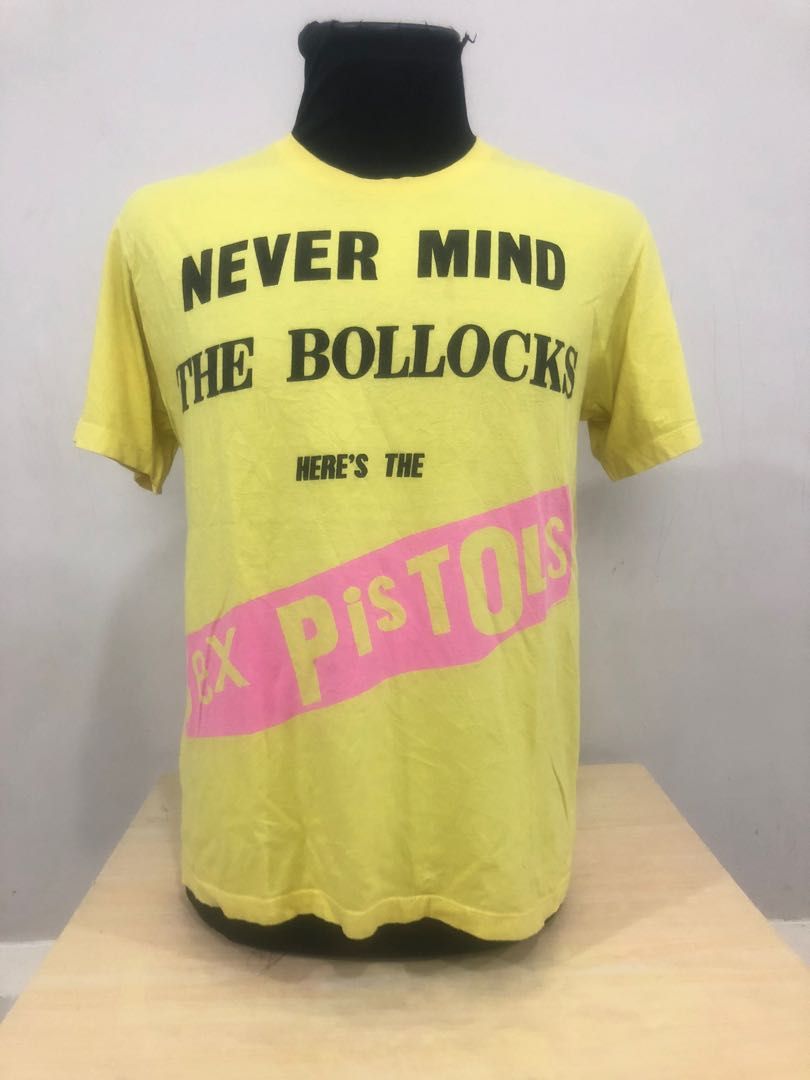 NEVER MIND
THE BOLLOCKS
HERE'S THE
ex PiSTOLS